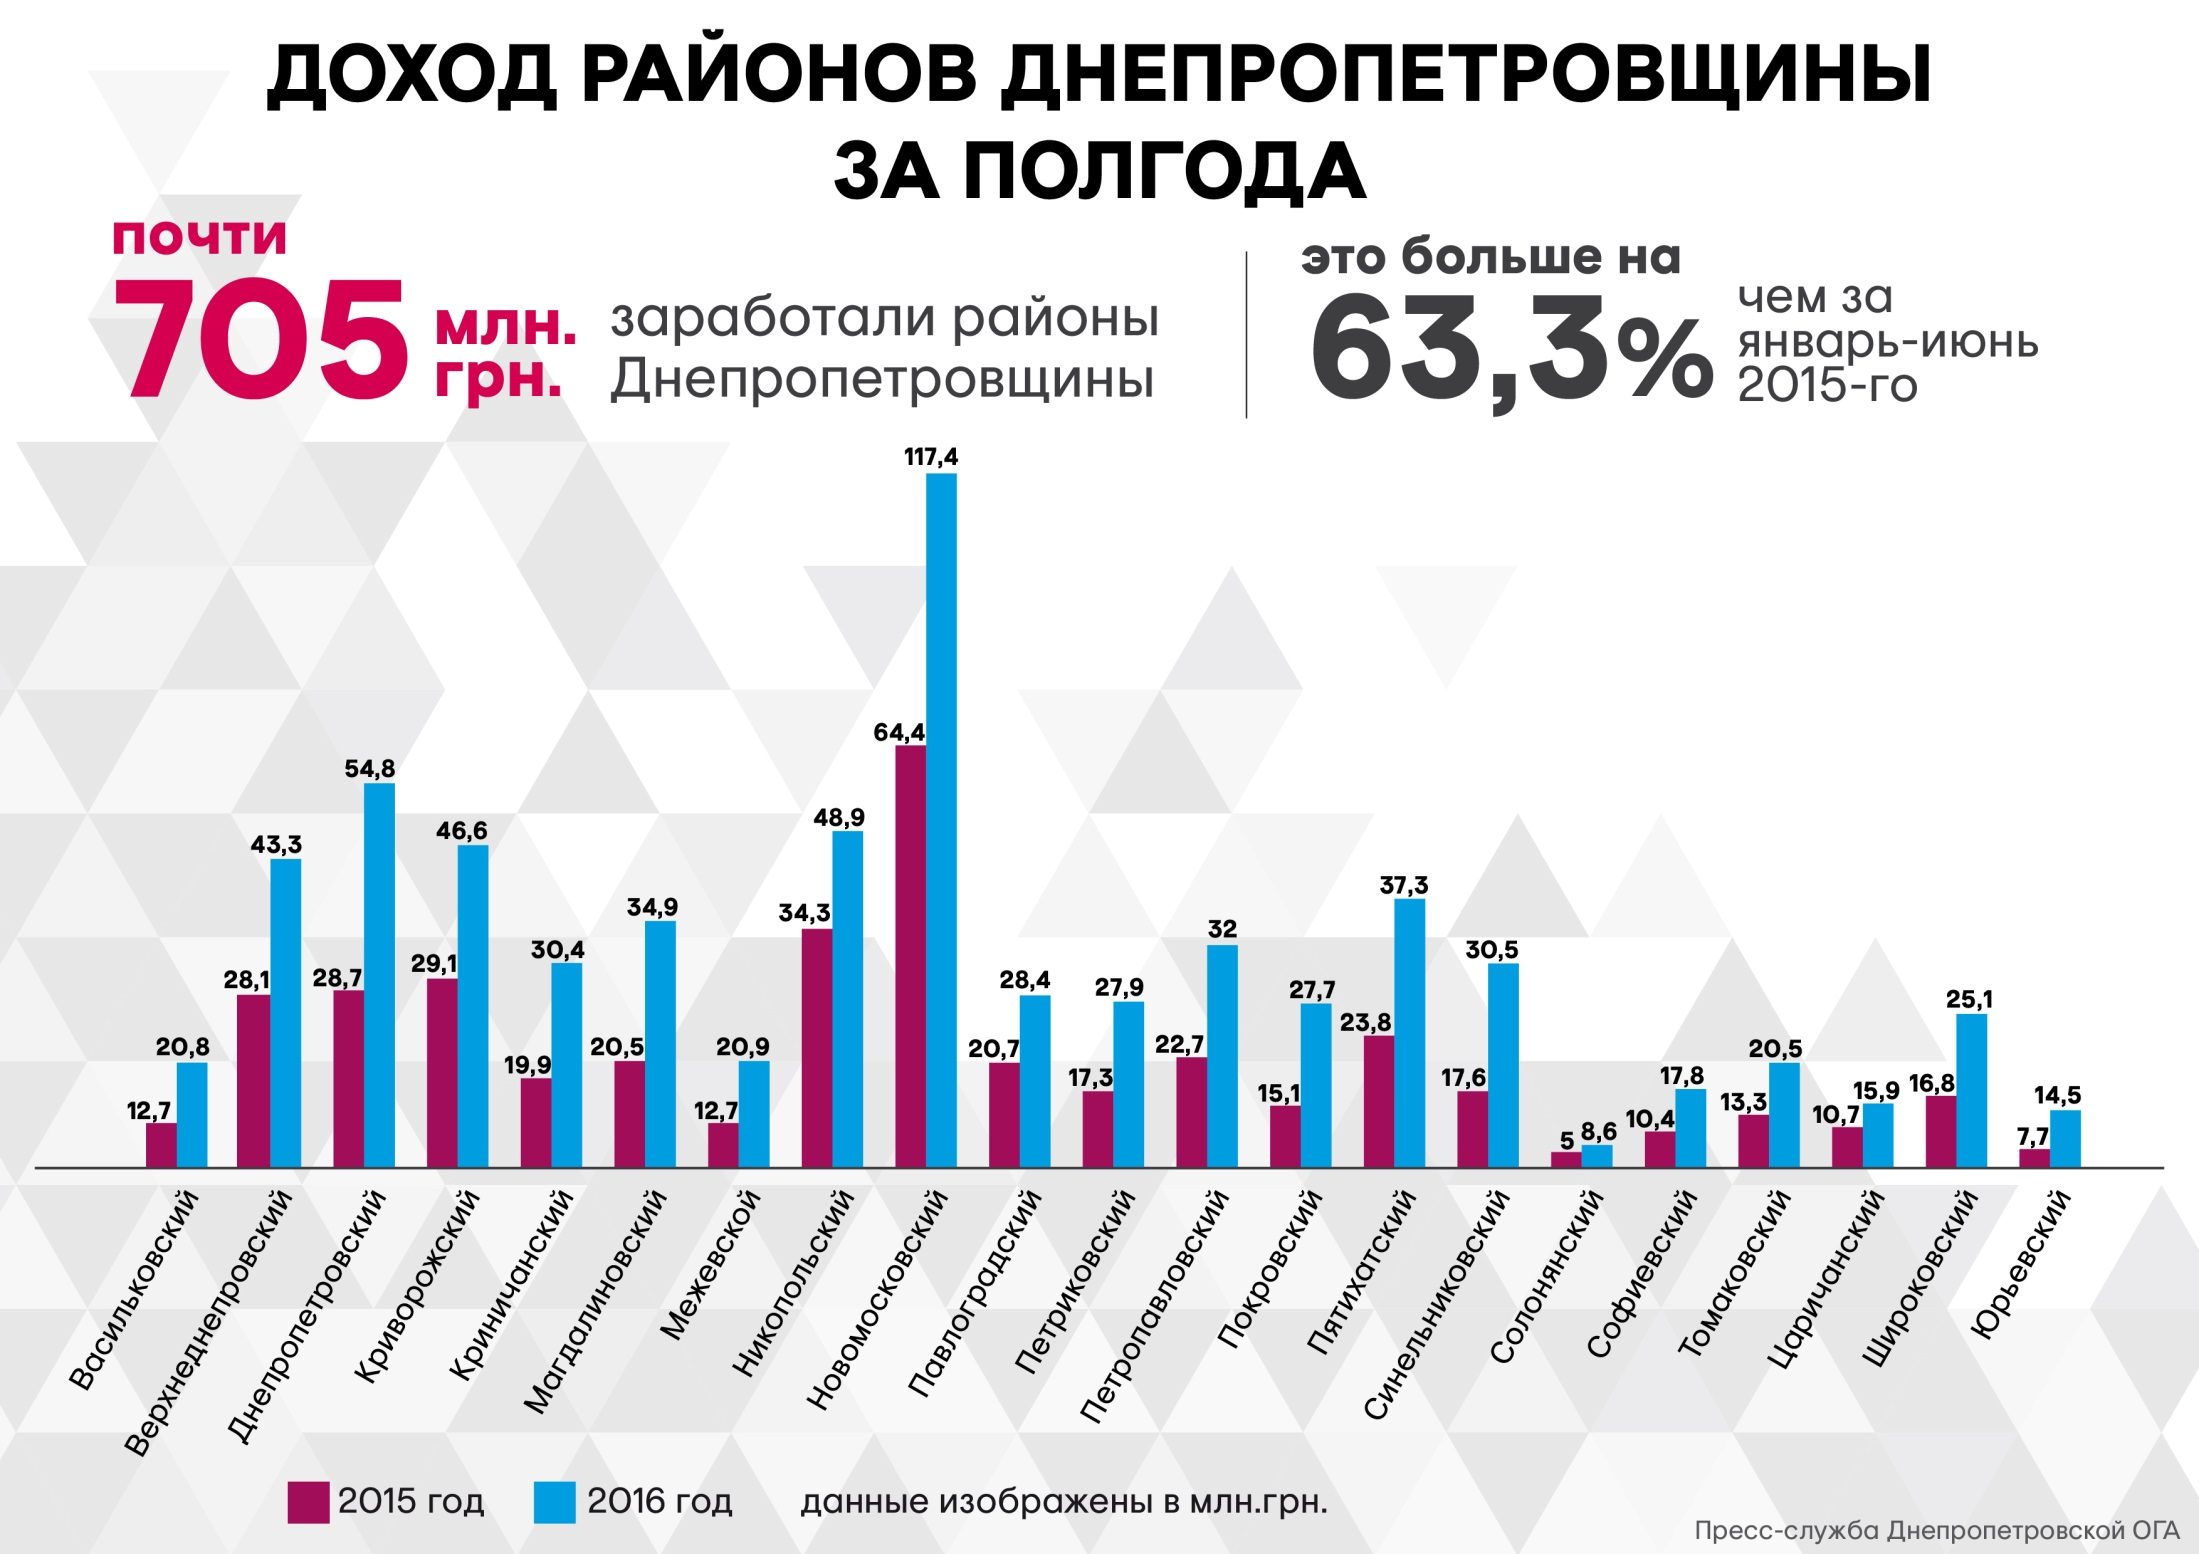 ДОХОД РАЙОНОВ ДНЕПРОПЕТРОВЩИНЫ
ЗА ПОЛГОДА
почти
705 млн. грн.
заработали районы
Днепропетровщины
это больше на
63,3%
чем за
январь-июнь
2015-го
12,7 20,8
28,1 43,3
28,7 54,8
29,1 46,6
19,9 30,4
20,5 34,9
12,7 20,9
34,3 48,9
64,4 117,4
20,7 28,4
17,3 27,9
22,7 32
15,1 27,7
23,8 37,3
17,6 30,5
5 8,6
10,4 17,8
13,3 20,5
10,7 15,9
16,8 25,1
7,7 14,5
Васильковский
Верхнеднепровский
Днепропетровский
Криворожский
Криничанский
Магдалиновский
Межевской
Никопольский
Новомосковский
Павлоградский
Петриковский
Петропавловский
Покровский
Пятихатский
Синельниковский
Солонянский
Софиевский
Томаковский
Царичанский
Широковский
Юрьевский
2015 год
2016 год
данные изображены в млн.грн.
Пресс-служба Днепропетровской ОГА